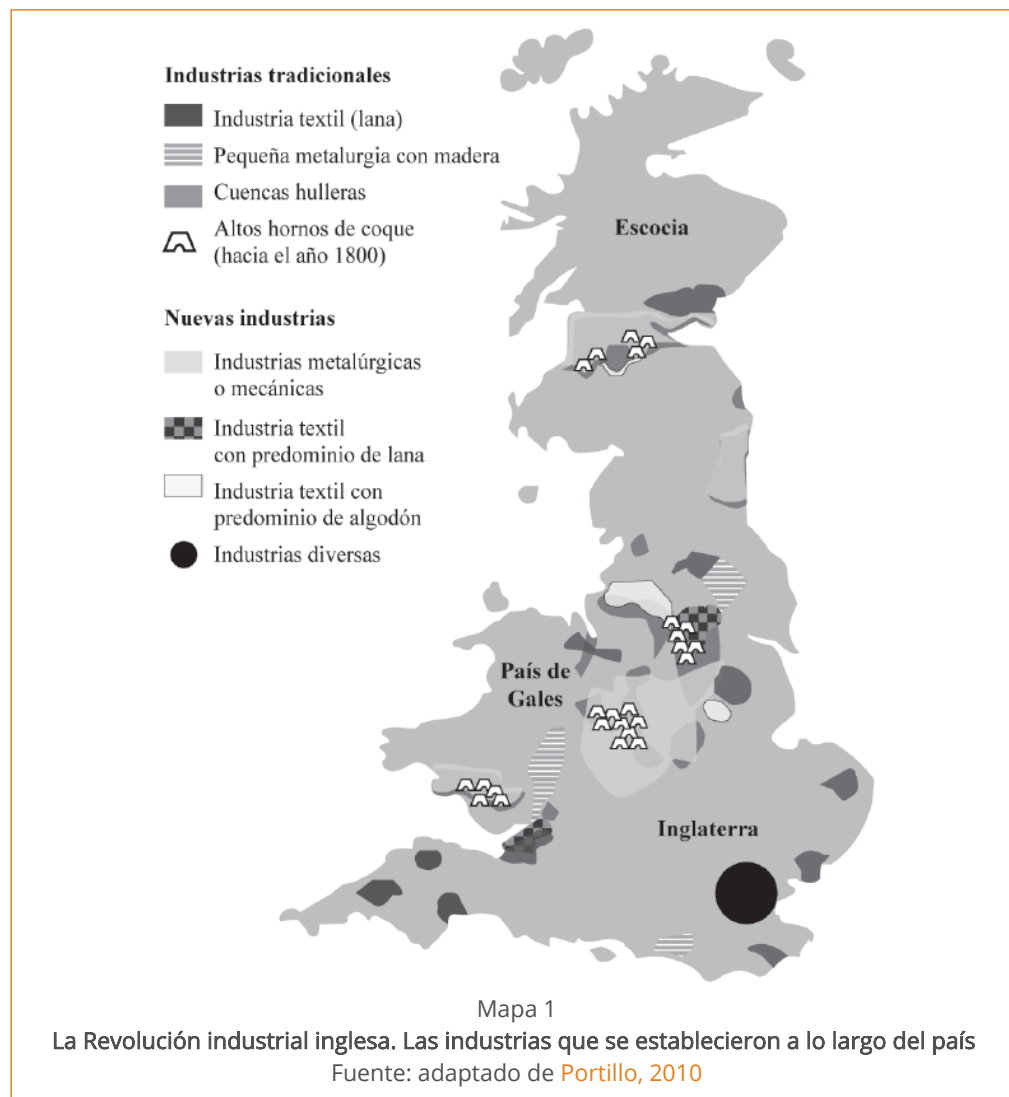 Industrias tradicionales
Industria textil (lana)
Pequeña metalurgia con madera
Cuencas hulleras
Altos hornos de coque
(hacia el año 1800)
Nuevas industrias
Industrias metalúrgicas
o mecánicas
Industria textil
con predominio de lana
Industria textil con
predominio de algodón
Industrias diversas
Escocia
País de
Gales
Inglaterra
Mapa 1
La Revolución industrial inglesa. Las industrias que se establecieron a lo largo del país
Fuente: adaptado de Portillo, 2010